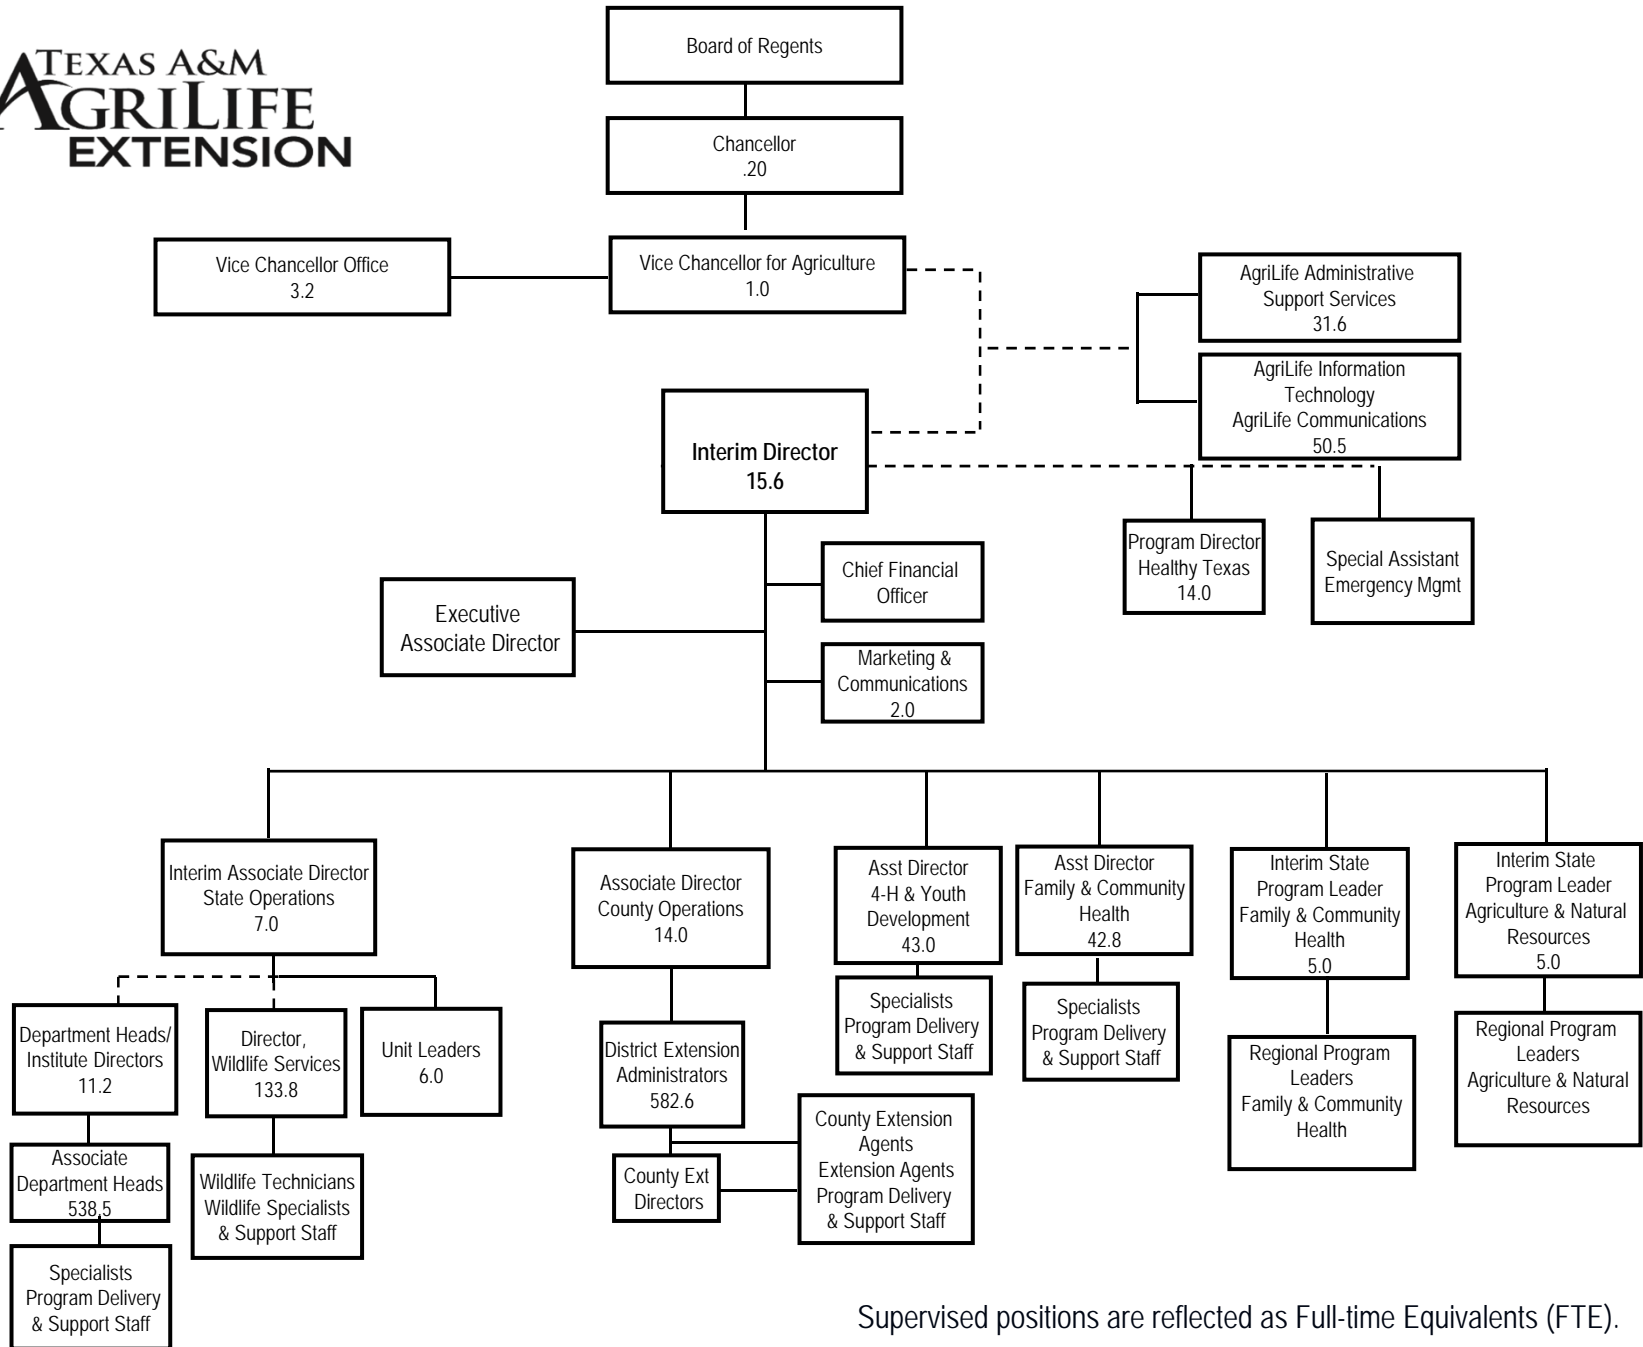 TEXAS A&M
AGRILIFE
EXTENSION
Board of Regents
Chancellor
.20
Vice Chancellor Office
3.2
Vice Chancellor for Agriculture
1.0
AgriLife Administrative
Support Services
31.6
AgriLife Information
Technology
AgriLife Communications
50.5
Interim Director
15.6
Program Director
Healthy Texas
14.0
Special Assistant
Emergency Mgmt
Chief Financial
Officer
Executive
Associate Director
Marketing &
Communications
2.0
Interim Associate Director
State Operations
7.0
Associate Director
County Operations
14.0
Asst Director
4-H & Youth
Development
43.0
Asst Director
Family & Community
Health
42.8
Interim State
Program Leader
Family & Community
Health
5.0
Interim State
Program Leader
Agriculture & Natural
Resources
5.0
Department Heads/
Institute Directors
11.2
Director,
Wildlife Services
133.8
Unit Leaders
6.0
District Extension
Administrators
582.6
Specialists
Program Delivery
& Support Staff
Specialists
Program Delivery
& Support Staff
Regional Program
Leaders
Family & Community
Health
Regional Program
Leaders
Agriculture & Natural
Resources
Associate
Department Heads
538.5
Wildlife Technicians
Wildlife Specialists
& Support Staff
County Ext
Directors
County Extension
Agents
Extension Agents
Program Delivery
& Support Staff
Specialists
Program Delivery
& Support Staff
Supervised positions are reflected as Full-time Equivalents (FTE).